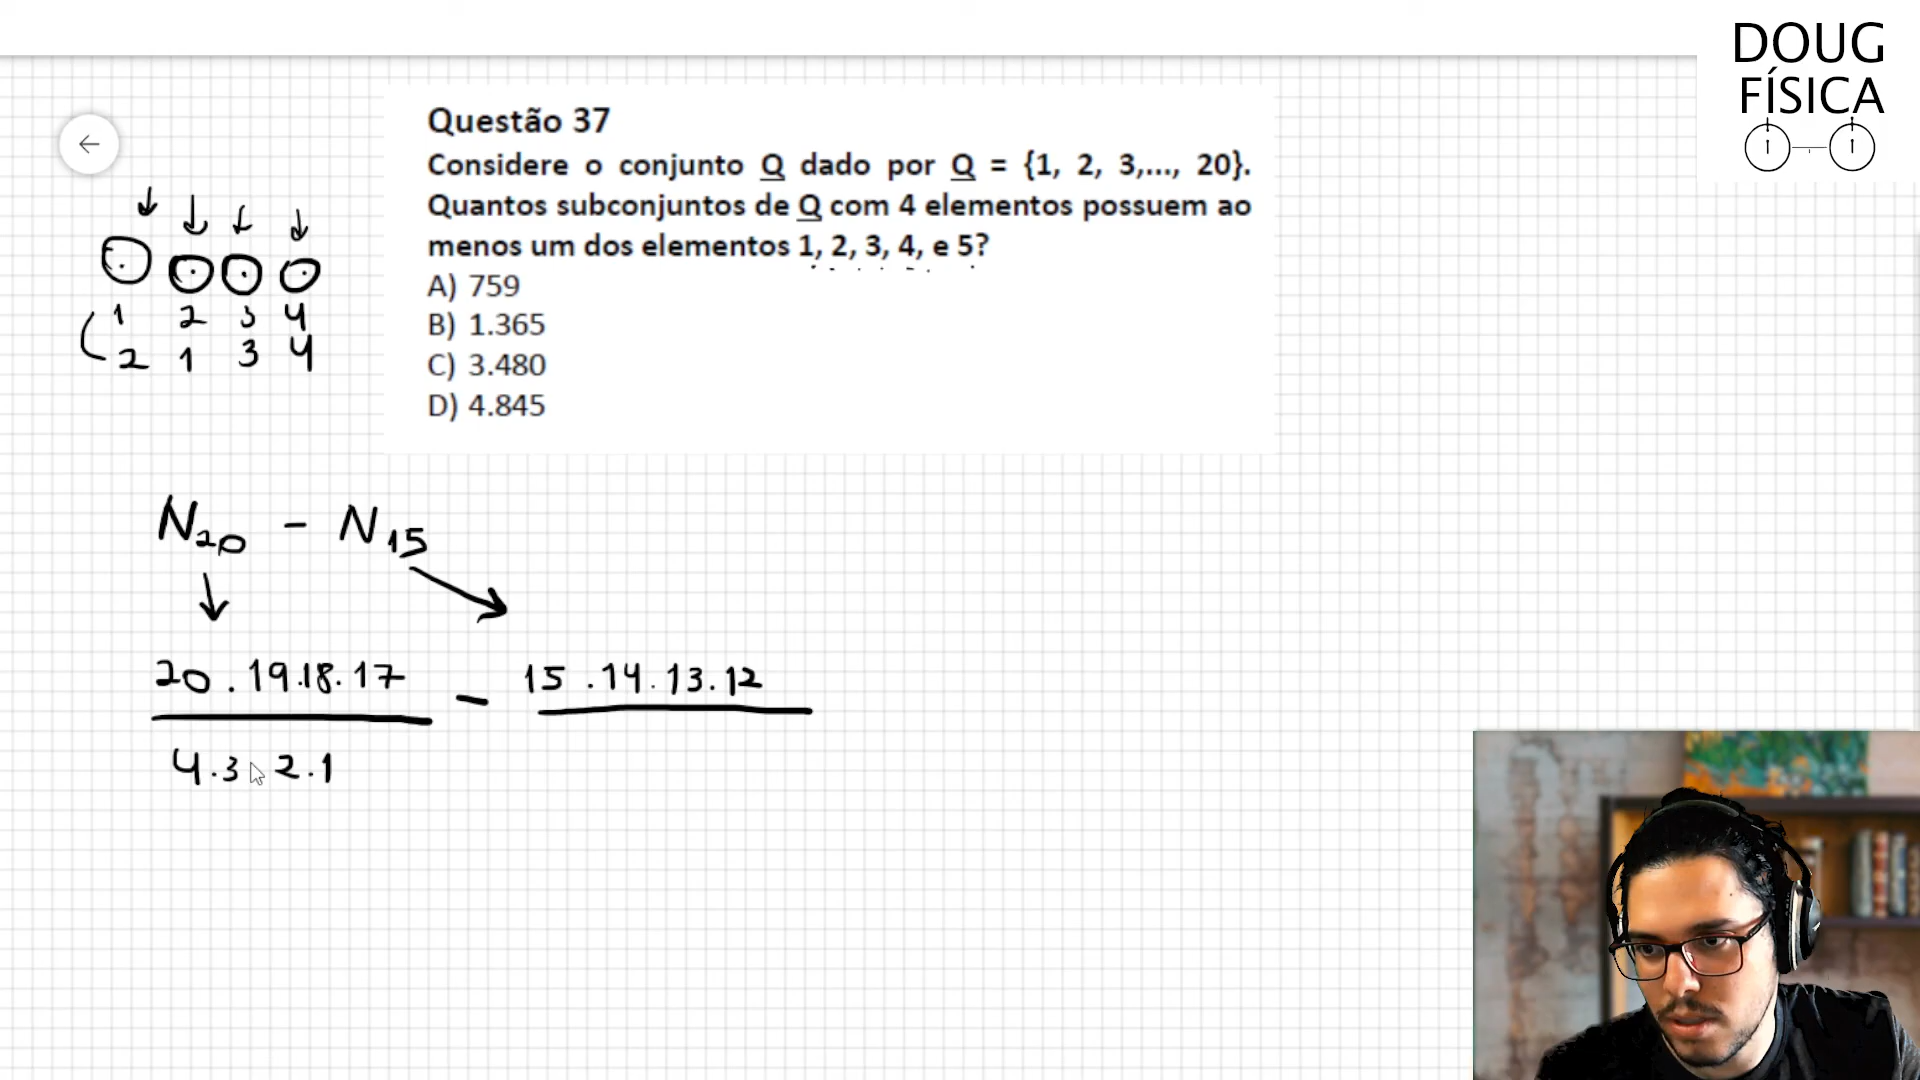 DOUG
FÍSICA
Questão 37
Considere o conjunto Q dado por Q = {1, 2, 3,..., 20}.
Quantos subconjuntos de Q com 4 elementos possuem ao
menos um dos elementos 1, 2, 3, 4, e 5?
A) 759
B) 1.365
C) 3.480
D) 4.845
1 2 3 4
2 1 3 4
N20 - N15
20 . 19.18.17 - 15 . 14 . 13 . 12
4.3 2.1